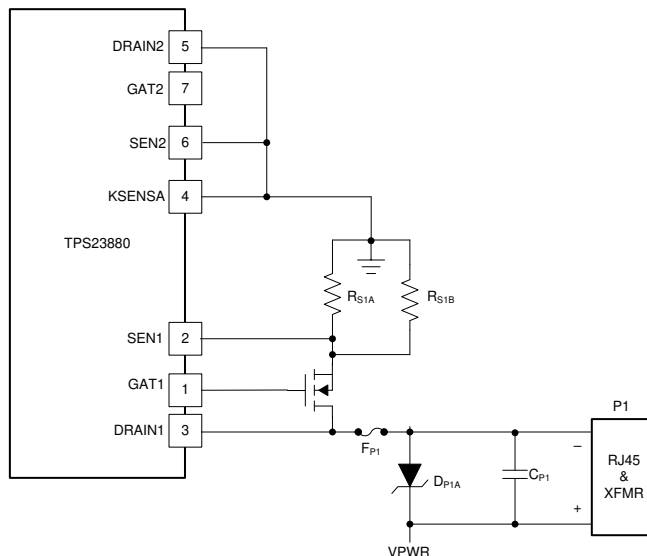 DRAIN2
5
GAT2
7
SEN2
6
KSENSA
4
TPS23880
RS1A
RS1B
SEN1
2
GAT1
1
DRAIN1
3
FP1
DP1A
CP1
P1
–
RJ45
&
XFMR
+
VPWR